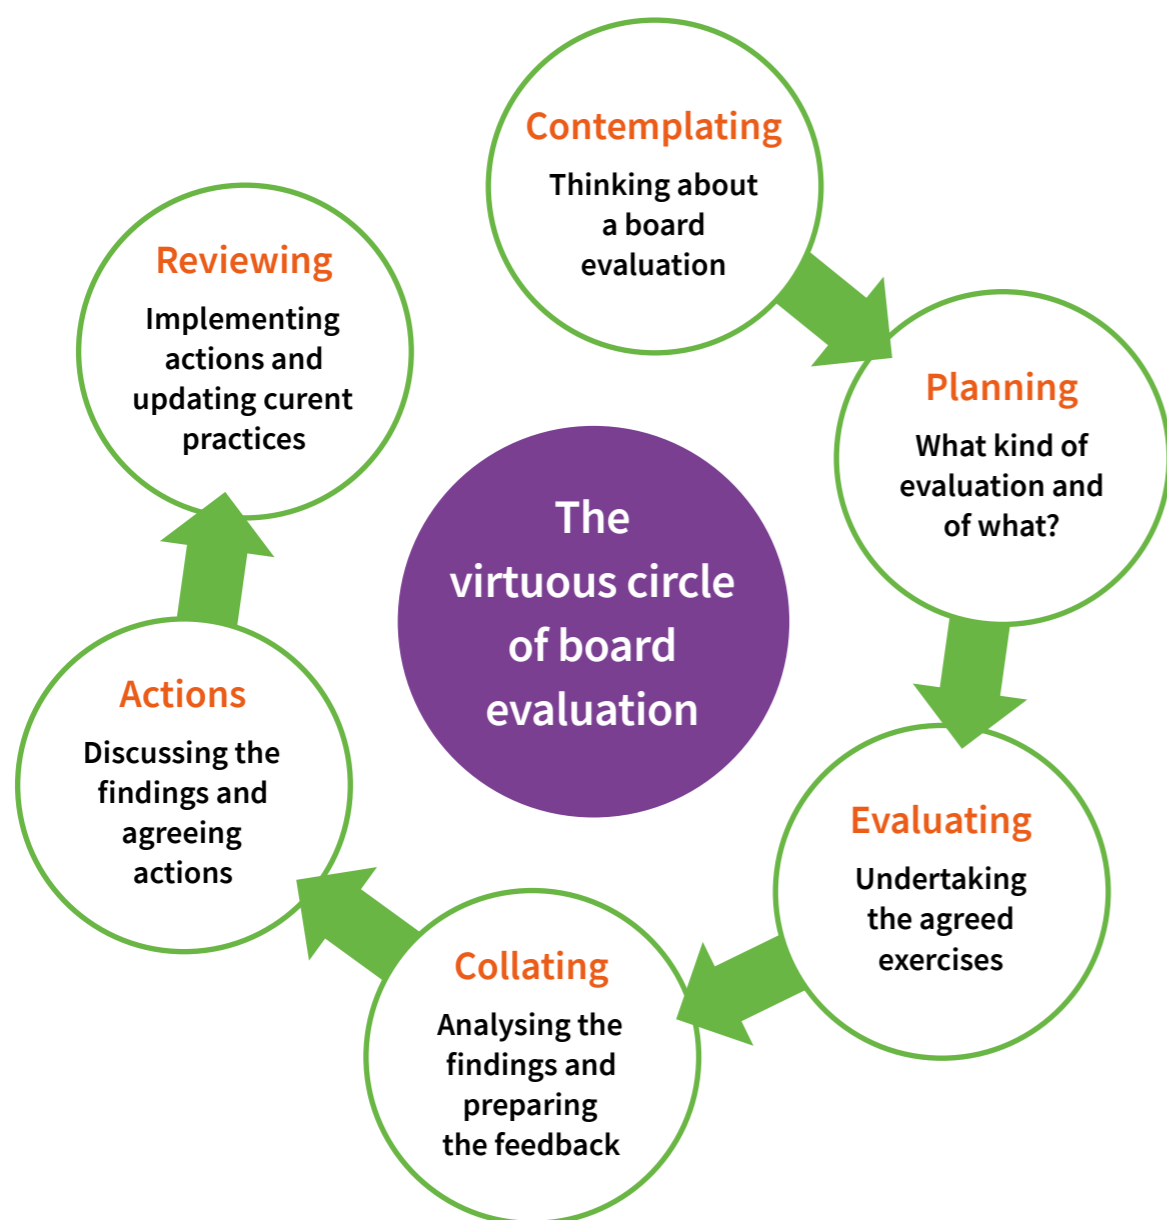 Contemplating
Thinking about
a board
evaluation
Planning
What kind of
evaluation and
of what?
Evaluating
Undertaking
the agreed
exercises
Collating
Analysing the
findings and
preparing
the feedback
Actions
Discussing the
findings and
agreeing
actions
Reviewing
Implementing
actions and
updating curent
practices
The
virtuous circle
of board
evaluation